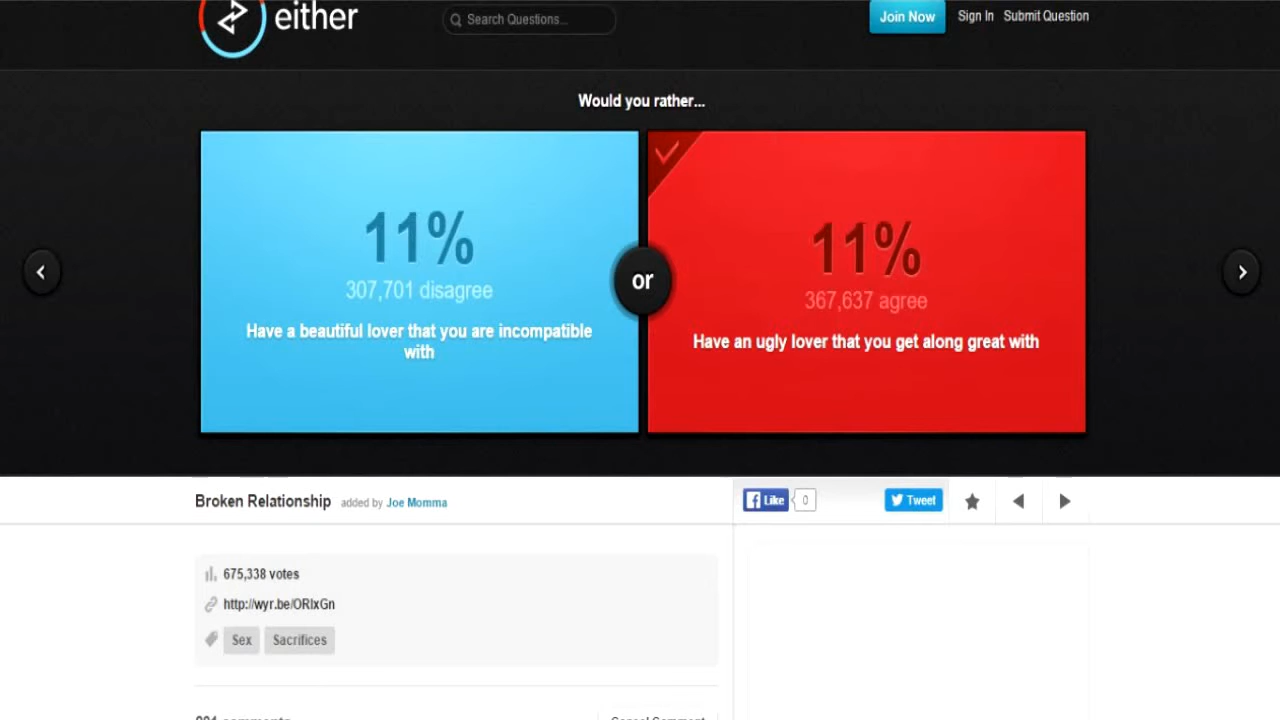 either
Search Questions...
Join Now
Sign In
Submit Question
Would you rather...
11%
307,701 disagree
Have a beautiful lover that you are incompatible
with
or
11%
367,637 agree
Have an ugly lover that you get along great with
Broken Relationship added by Joe Momma
Like
0
Tweet
675,338 votes
http://wyr.be/ORlxGn
Sex
Sacrifices
comments
Cancel Comment